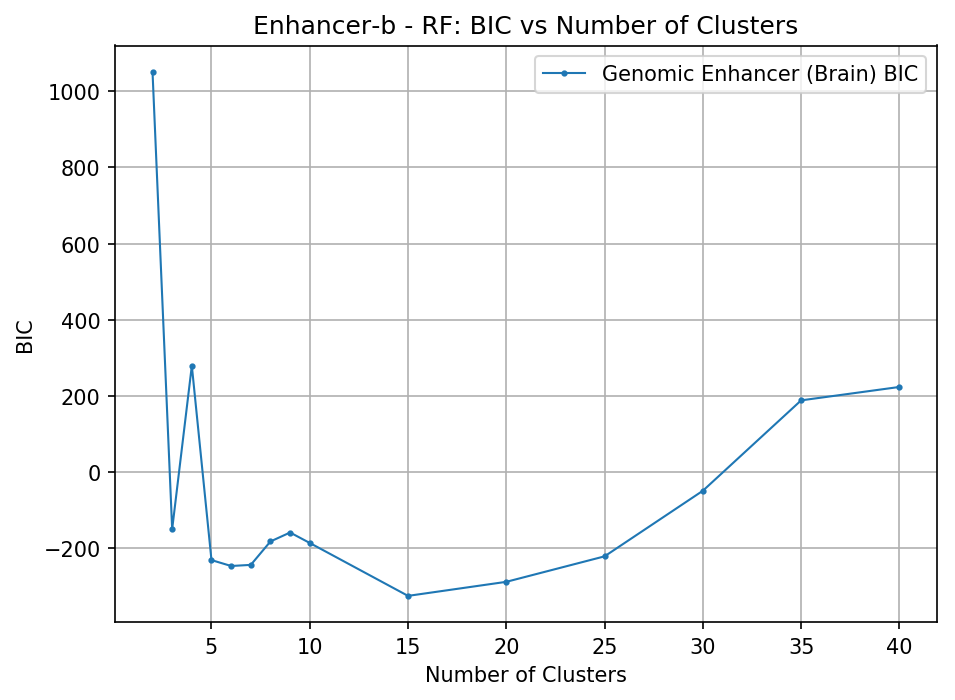 Enhancer-b - RF: BIC vs Number of Clusters
Genomic Enhancer (Brain) BIC
1000
800
600
400
200
0
−200
BIC
5 10 15 20 25 30 35 40
Number of Clusters